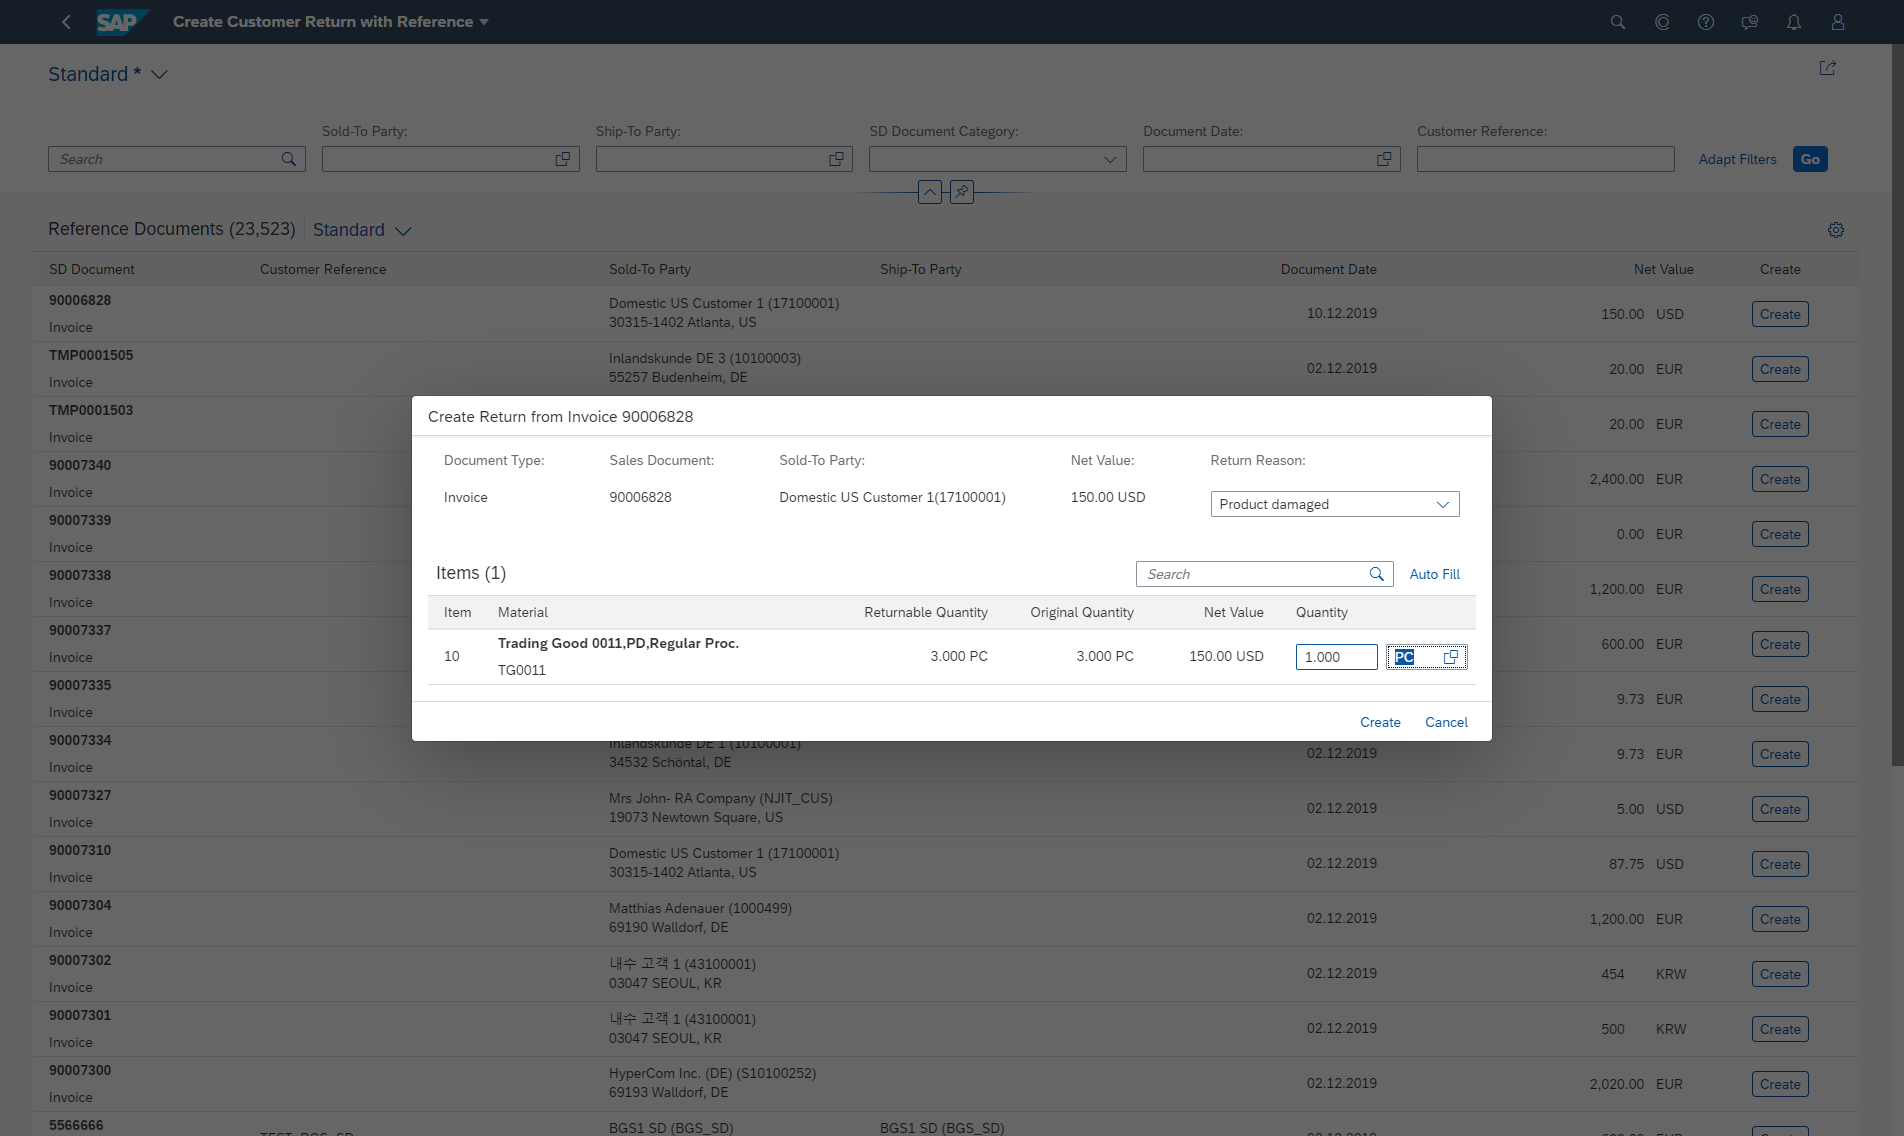 SAP Create Customer Return with Reference
Standard *
Sold-To Party: Ship-To Party: SD Document Category: Document Date: Customer Reference:
Search Adapt Filters Go
Reference Documents (23,523) Standard
SD Document Customer Reference Sold-To Party Ship-To Party Document Date Net Value Create
90006828 Domestic US Customer 1 (17100001) 10.12.2019 150.00 USD Create
Invoice 30315-1402 Atlanta, US
TMP0001505 Inlandskunde DE 3 (10100003) 02.12.2019 20.00 EUR Create
Invoice 55257 Budenheim, DE
TMP0001503 20.00 EUR Create
Invoice
90007340 2,400.00 EUR Create
Invoice
90007339 0.00 EUR Create
Invoice
90007338 1,200.00 EUR Create
Invoice
90007337 600.00 EUR Create
Invoice
90007335 9.73 EUR Create
Invoice
Create Return from Invoice 90006828
Document Type: Sales Document: Sold-To Party: Net Value: Return Reason:
Invoice 90006828 Domestic US Customer 1(17100001) 150.00 USD Product damaged
Items (1) Search Auto Fill
Item Material Returnable Quantity Original Quantity Net Value Quantity
10 Trading Good 0011,PD,Regular Proc. 3.000 PC 3.000 PC 150.00 USD 1.000 PC
TG0011
Create Cancel
90007334 Inlandskunde DE 1 (10100001) 02.12.2019 9.73 EUR Create
Invoice 34532 Schöntal, DE
90007327 Mrs John- RA Company (NJIT_CUS) 02.12.2019 5.00 USD Create
Invoice 19073 Newtown Square, US
90007310 Domestic US Customer 1 (17100001) 02.12.2019 87.75 USD Create
Invoice 30315-1402 Atlanta, US
90007304 Matthias Adenauer (1000499) 02.12.2019 1,200.00 EUR Create
Invoice 69190 Walldorf, DE
90007302 내수 고객 1 (43100001) 02.12.2019 454 KRW Create
Invoice 03047 SEOUL, KR
90007301 내수 고객 1 (43100001) 02.12.2019 500 KRW Create
Invoice 03047 SEOUL, KR
90007300 HyperCom Inc. (DE) (S10100252) 02.12.2019 2,020.00 EUR Create
Invoice 69193 Walldorf, DE
5566666 BGS1 SD (BGS_SD) BGS1 SD (BGS_SD)